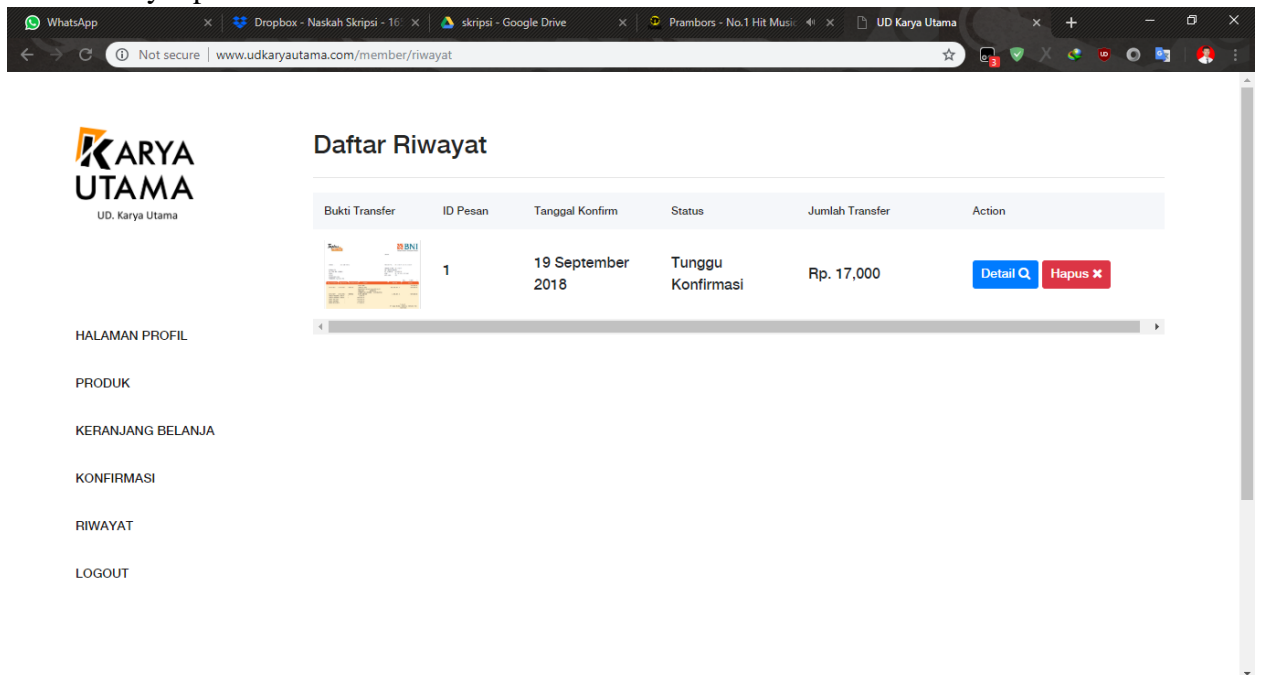 WhatsApp
Dropbox - Naskah Skripsi - 16
skripsi - Google Drive
Prambors - No.1 Hit Music
UD Karya Utama
Not secure | www.udkaryautama.com/member/riwayat
3
UD
KARYA
UTAMA
UD. Karya Utama
Daftar Riwayat
Bukti Transfer ID Pesan Tanggal Konfirm Status Jumlah Transfer Action
BNI
1 19 September 2018 Tunggu Konfirmasi Rp. 17,000 Detail Hapus
HALAMAN PROFIL
PRODUK
KERANJANG BELANJA
KONFIRMASI
RIWAYAT
LOGOUT